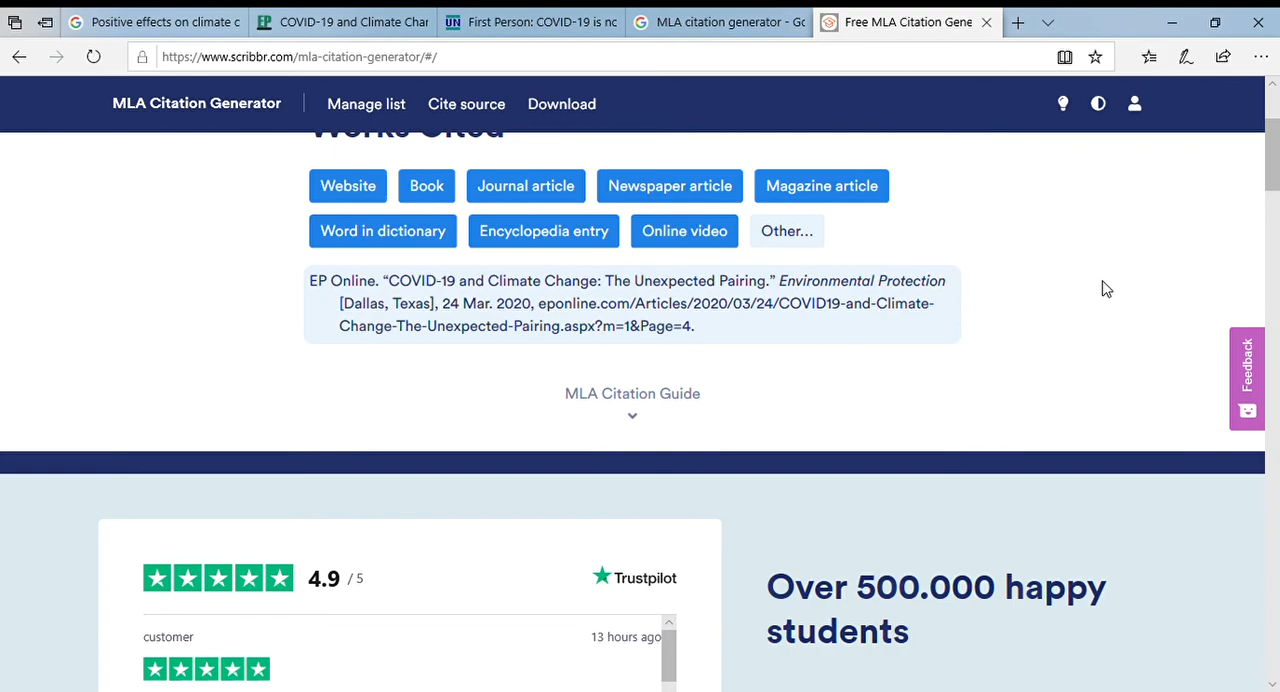 Positive effects on climate c
COVID-19 and Climate Char
First Person: COVID-19 is nc
MLA citation generator - Gc
Free MLA Citation Gene
https://www.scribbr.com/mla-citation-generator/#/
MLA Citation Generator
Manage list
Cite source
Download
Works Cited
Website
Book
Journal article
Newspaper article
Magazine article
Word in dictionary
Encyclopedia entry
Online video
Other...
EP Online. “COVID-19 and Climate Change: The Unexpected Pairing.” Environmental Protection
[Dallas, Texas], 24 Mar. 2020, eponline.com/Articles/2020/03/24/COVID19-and-Climate-
Change-The-Unexpected-Pairing.aspx?m=1&Page=4.
Feedback
MLA Citation Guide
4.9 / 5
Trustpilot
Over 500.000 happy
students
customer
13 hours ago